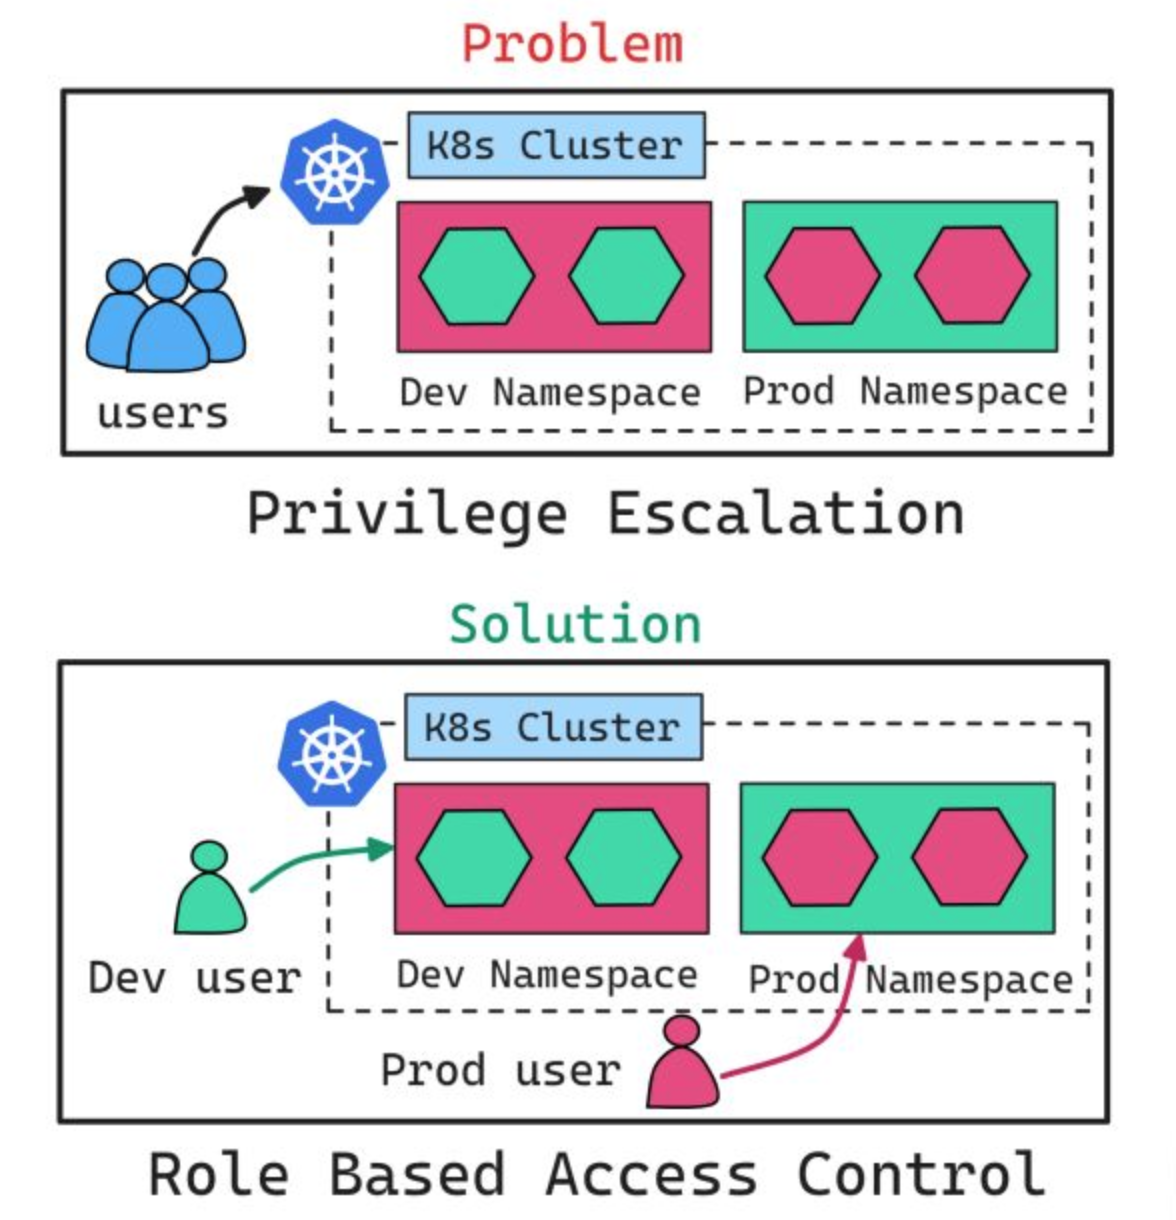 Problem
K8s Cluster
Dev Namespace
Prod Namespace
users
Privilege Escalation
Solution
K8s Cluster
Dev user
Dev Namespace
Prod Namespace
Prod user
Role Based Access Control